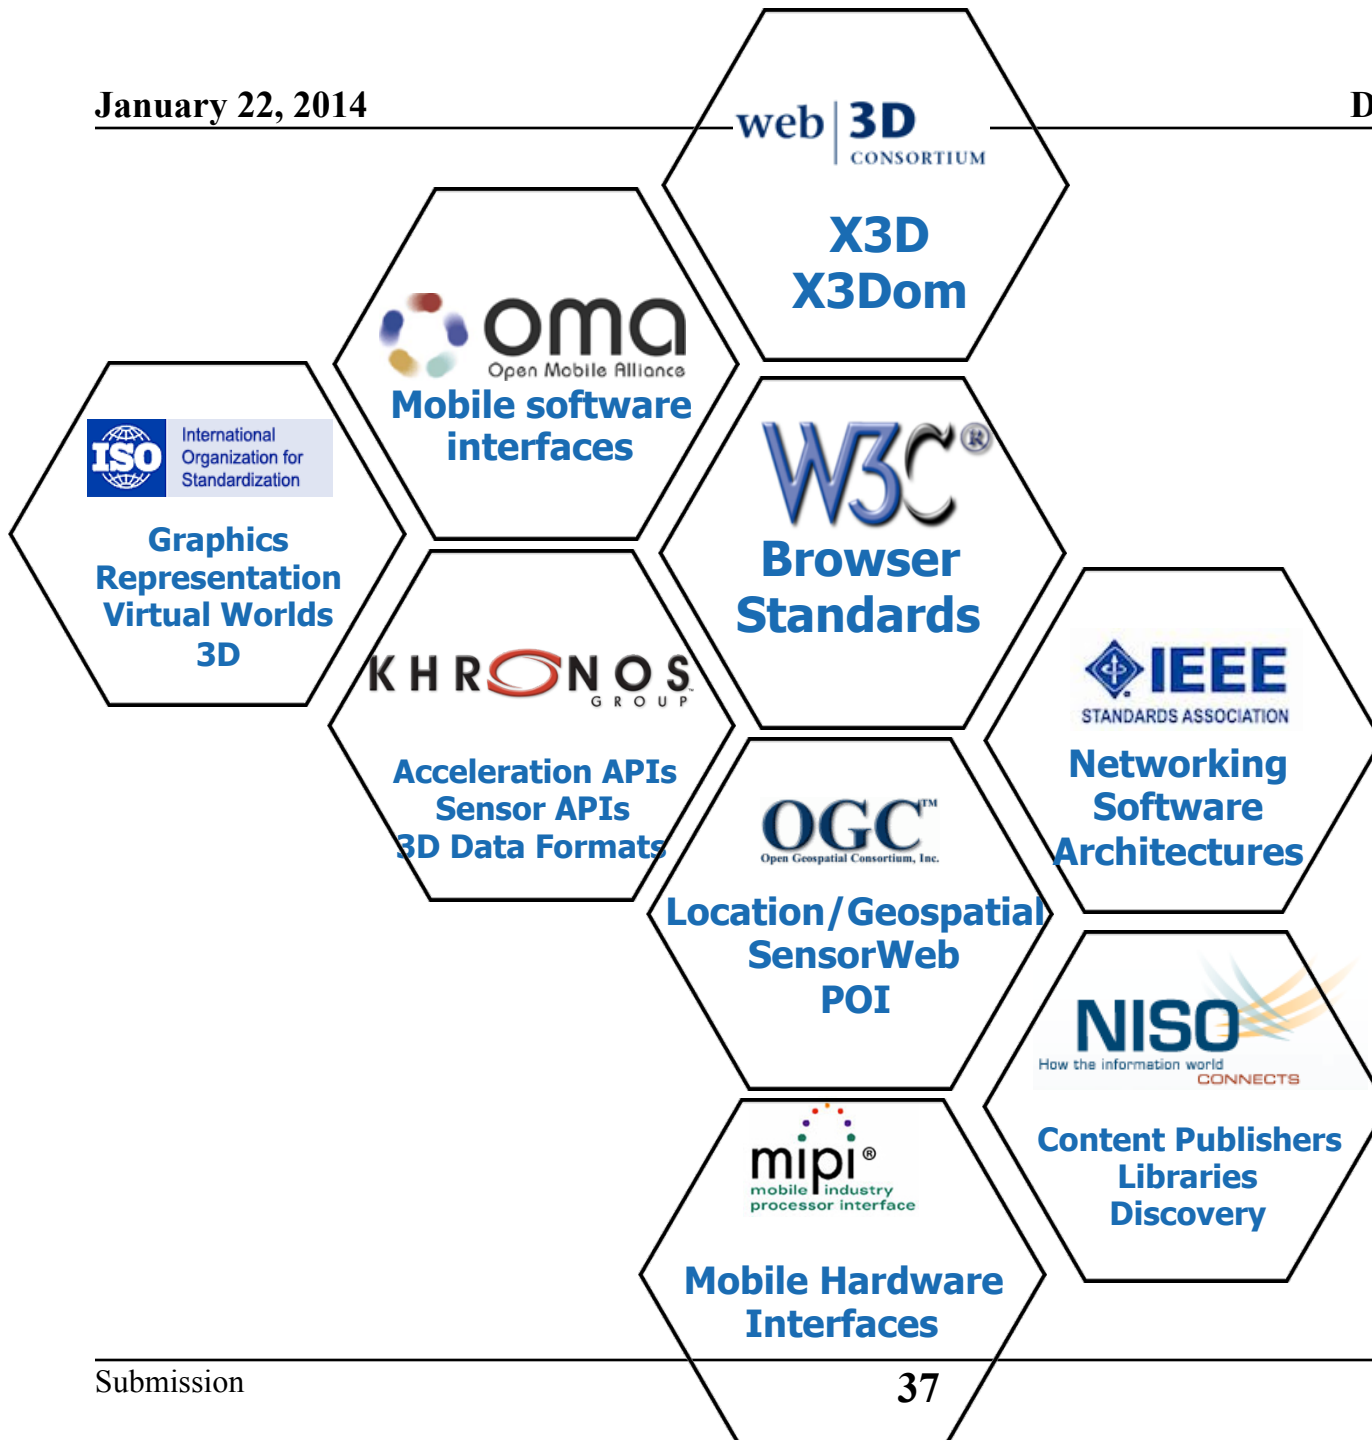 January 22, 2014
D
web 3D
CONSORTIUM
X3D
X3Dom
oma
Open Mobile Alliance
Mobile software
interfaces
ISO
International
Organization for
Standardization
Graphics
Representation
Virtual Worlds
3D
W3C®
Browser
Standards
KHRONOS™
GROUP
Acceleration APIs
Sensor APIs
3D Data Formats
IEEE
STANDARDS ASSOCIATION
Networking
Software
Architectures
OGC™
Open Geospatial Consortium, Inc.
Location/Geospatial
SensorWeb
POI
NISO
How the information world
CONNECTS
Content Publishers
Libraries
Discovery
mipi®
mobile industry
processor interface
Mobile Hardware
Interfaces
Submission
37